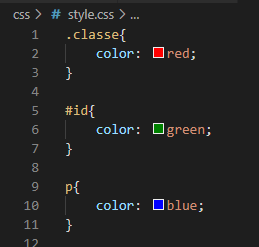 css > # style.css > ...
1 .classe{
2 color: red;
3 }
4
5 #id{
6 color: green;
7 }
8
9 p{
10 color: blue;
11 }
12